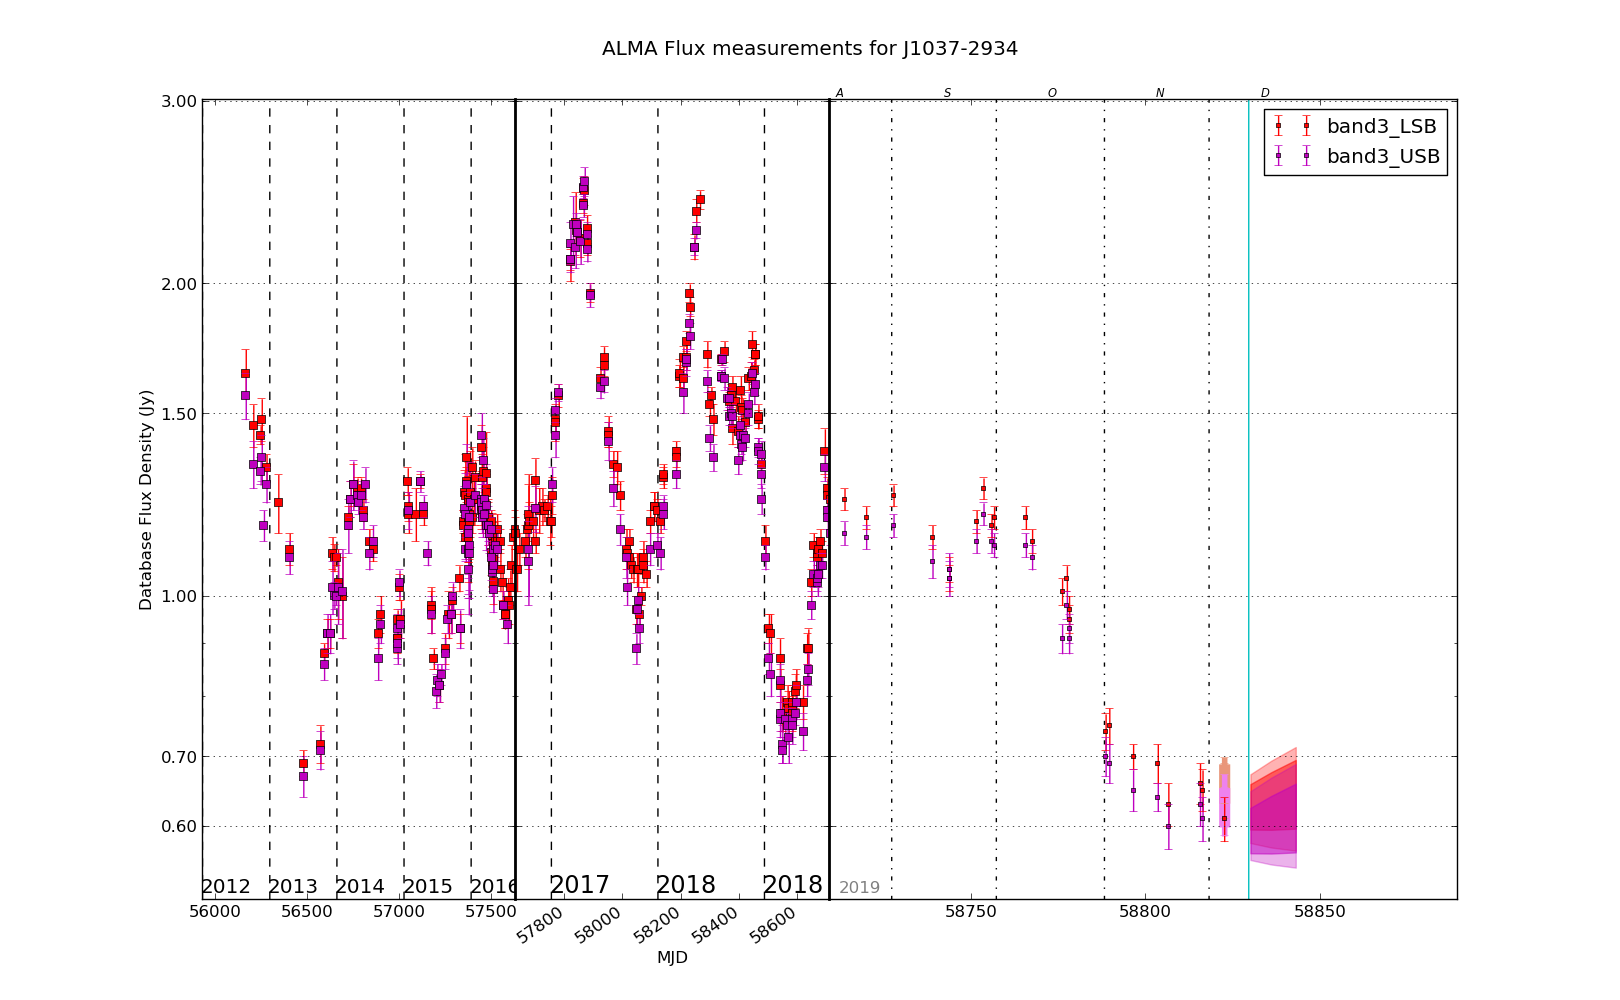 ALMA Flux measurements for J1037-2934
A S O N D
3.00
2.00
1.50
1.00
0.70
0.60
Database Flux Density (Jy)
band3_LSB
band3_USB
2012 2013 2014 2015 2016 2017 2018 2018 2019
56000 56500 57000 57500 57800 58000 58200 58400 58600 58750 58800 58850
MJD